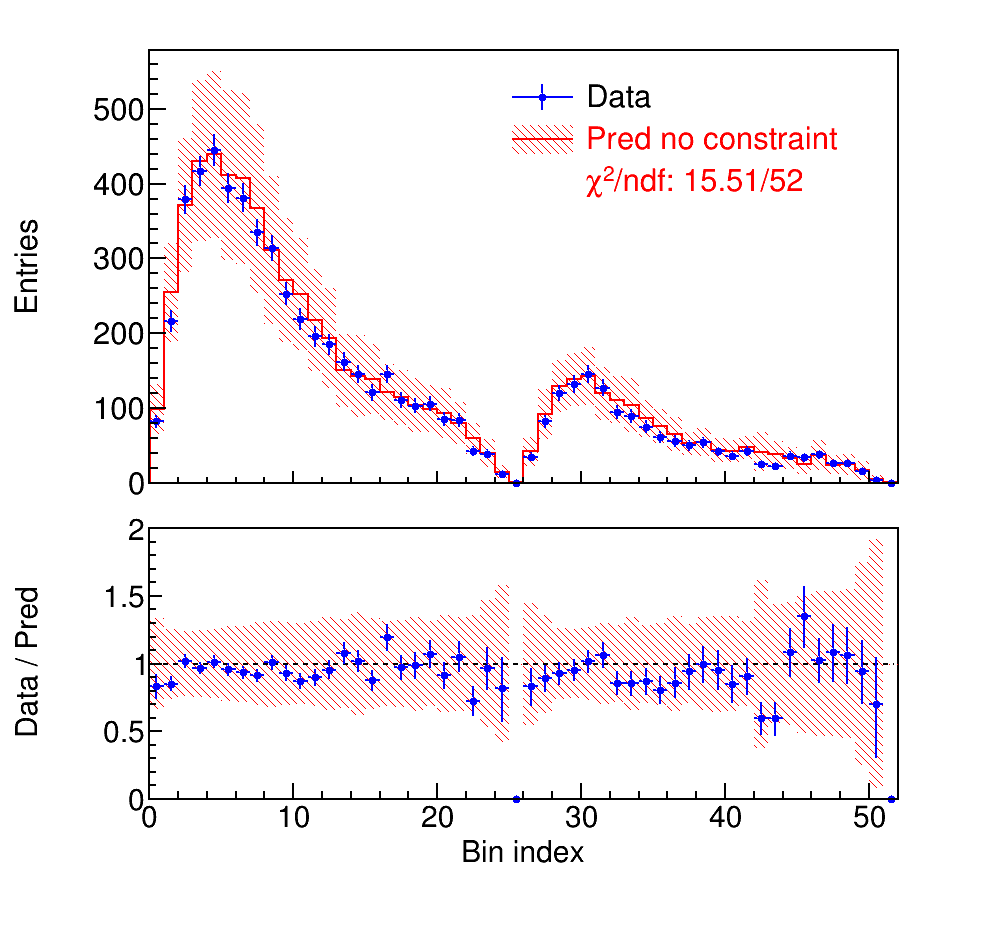 Entries
500
400
300
200
100
0
Data
Pred no constraint
χ²/ndf: 15.51/52
Data / Pred
2
1.5
1
0.5
0
0 10 20 30 40 50
Bin index